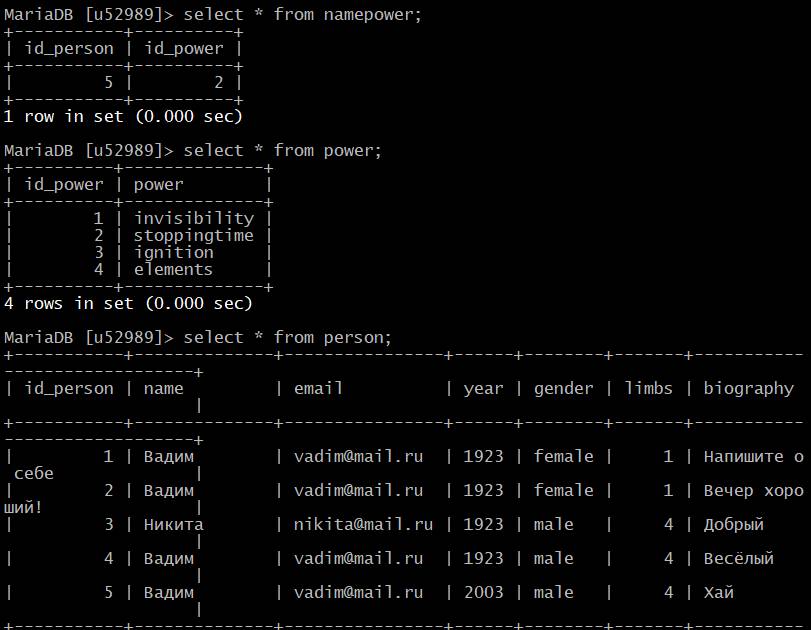 MariaDB [u52989]> select * from namepower;
+-----------+----------+
| id_person | id_power |
+-----------+----------+
|         5 |        2 |
+-----------+----------+
1 row in set (0.000 sec)

MariaDB [u52989]> select * from power;
+----------+--------------+
| id_power | power        |
+----------+--------------+
|        1 | invisibility |
|        2 | stoppingtime |
|        3 | ignition     |
|        4 | elements     |
+----------+--------------+
4 rows in set (0.000 sec)

MariaDB [u52989]> select * from person;
+-----------+--------------+----------------+------+--------+-------+-----------
-------------------+
| id_person | name         | email          | year | gender | limbs | biography
                   |
+-----------+--------------+----------------+------+--------+-------+-----------
-------------------+
|         1 | Вадим        | vadim@mail.ru  | 1923 | female |     1 | Напишите о
 себе              |
|         2 | Вадим        | vadim@mail.ru  | 1923 | female |     1 | Вечер хоро
ший!               |
|         3 | Никита       | nikita@mail.ru | 1923 | male   |     4 | Добрый
                   |
|         4 | Вадим        | vadim@mail.ru  | 1923 | male   |     4 | Весёлый
                   |
|         5 | Вадим        | vadim@mail.ru  | 2003 | male   |     4 | Хай
                   |
+-----------+--------------+----------------+------+--------+-------+-----------